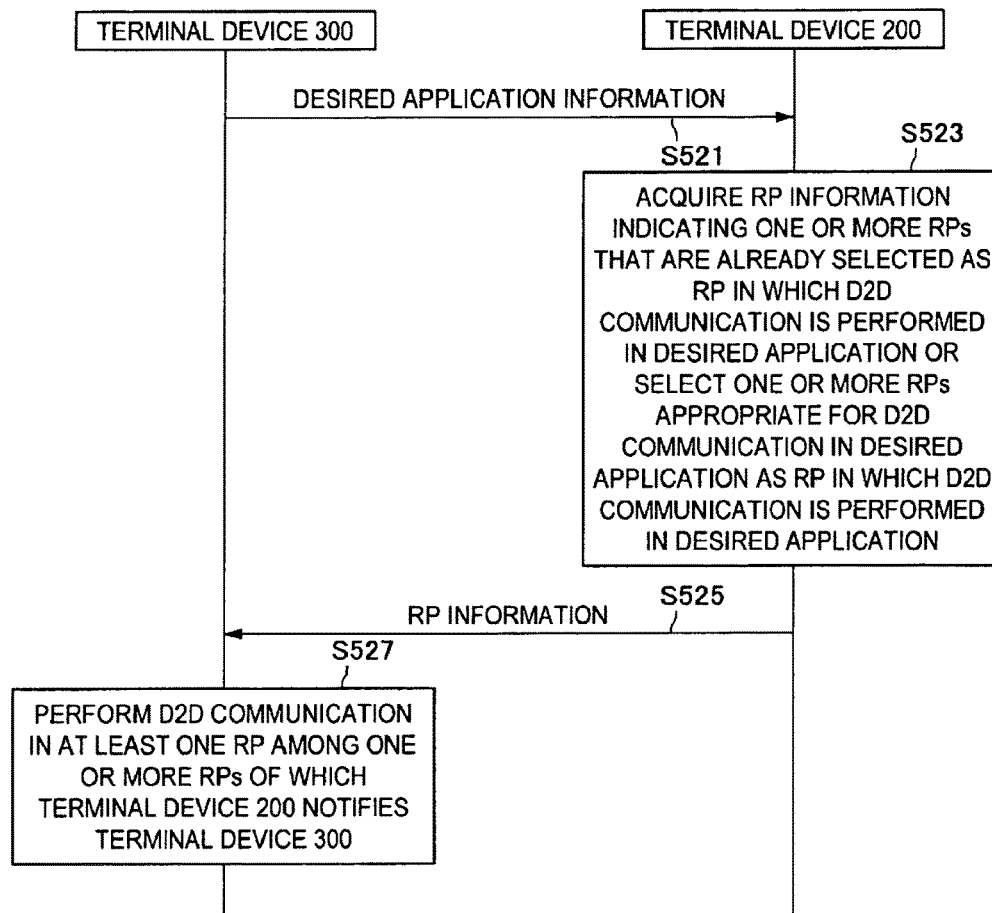 TERMINAL DEVICE 300
TERMINAL DEVICE 200
DESIRED APPLICATION INFORMATION
S521
S523
ACQUIRE RP INFORMATION
INDICATING ONE OR MORE RPs
THAT ARE ALREADY SELECTED AS
RP IN WHICH D2D
COMMUNICATION IS PERFORMED
IN DESIRED APPLICATION OR
SELECT ONE OR MORE RPs
APPROPRIATE FOR D2D
COMMUNICATION IN DESIRED
APPLICATION AS RP IN WHICH D2D
COMMUNICATION IS PERFORMED
IN DESIRED APPLICATION
RP INFORMATION
S525
S527
PERFORM D2D COMMUNICATION
IN AT LEAST ONE RP AMONG ONE
OR MORE RPs OF WHICH
TERMINAL DEVICE 200 NOTIFIES
TERMINAL DEVICE 300